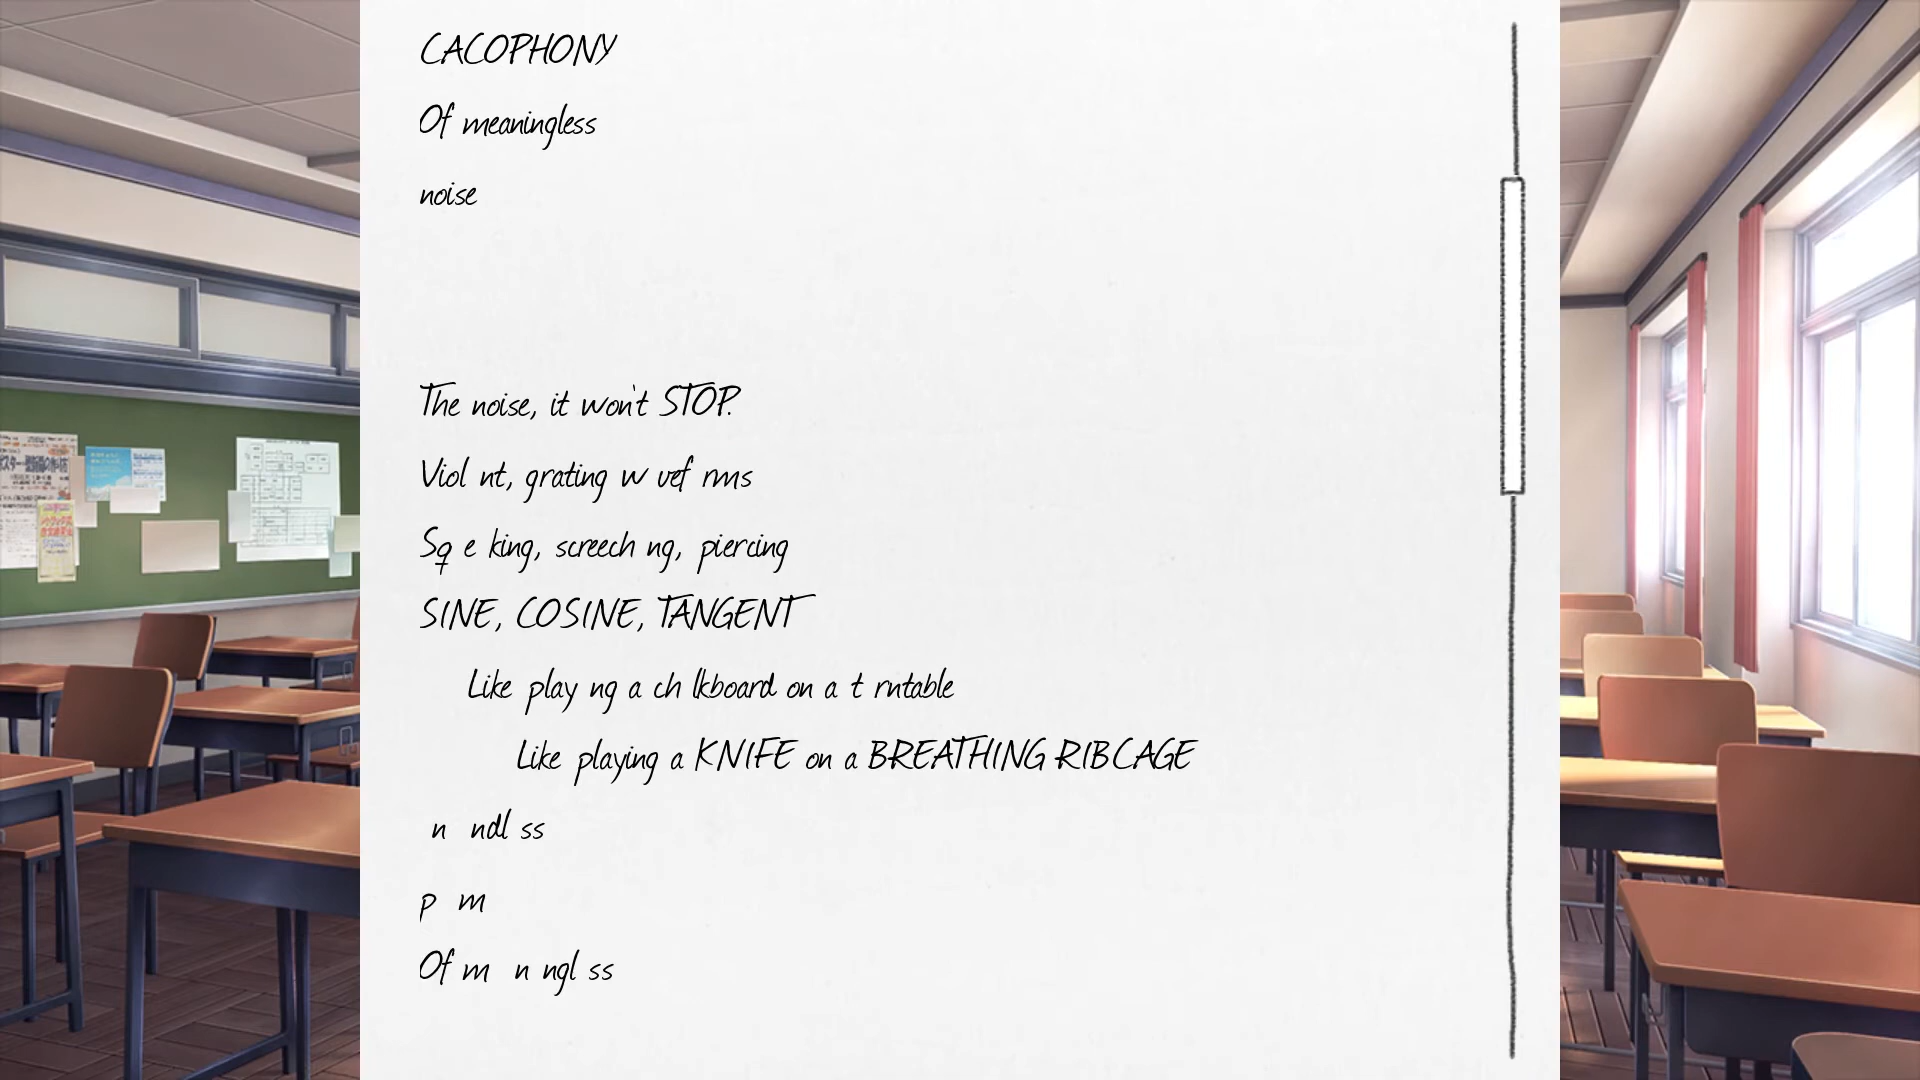 CACOPHONY
Of meaningless
noise
The noise, it won't STOP.
Viol nt, grating w vef rms
Sq e king, screech ng, piercing
SINE, COSINE, TANGENT
Like play ng a ch lkboard on a t rntable
Like playing a KNIFE on a BREATHING RIBCAGE
n ndl ss
p m
Of m n ngl ss